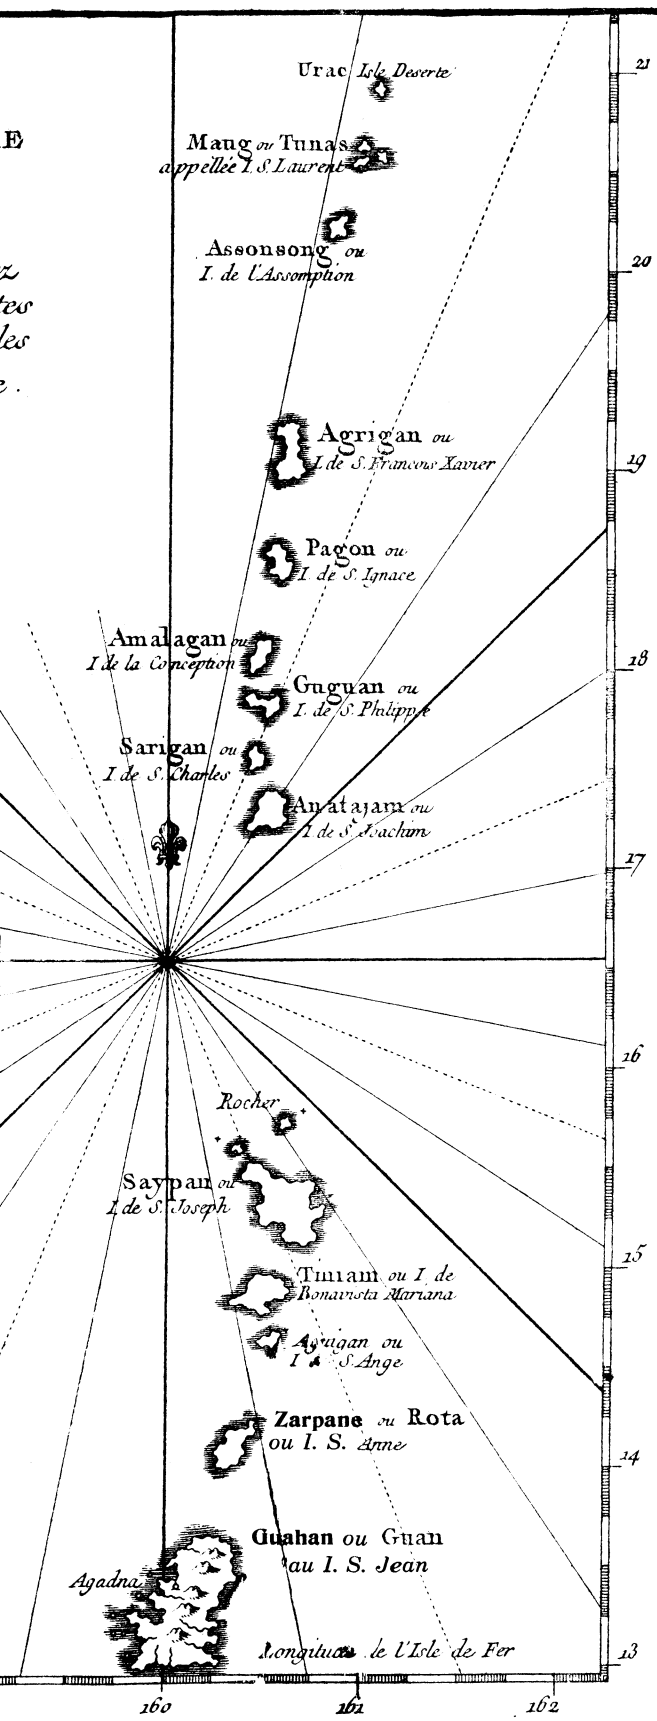 21
Urac Isle Deserte
E
Maug ou Tunas
appellée I. S. Laurent
Assonsong ou
I. de l'Assomption
20
Agrigan ou
I. de S. Francois Xavier
19
Pagon ou
I. de S. Ignace
Amalagan ou
I de la Conception
18
Guguan ou
I. de S. Philippe
Sarigan ou
I de S. Charles
Anatajam ou
I de S. Joachim
17
16
Rocher
Saypan ou
I. de S. Joseph
15
Tiniam ou I de
Bonavista Mariana
Aguigan ou
I S. Ange
Zarpane ou Rota
ou I. S. Anne
14
Guahan ou Guan
au I. S. Jean
Agadna
Longitude de l'Isle de Fer
13
160 161 162